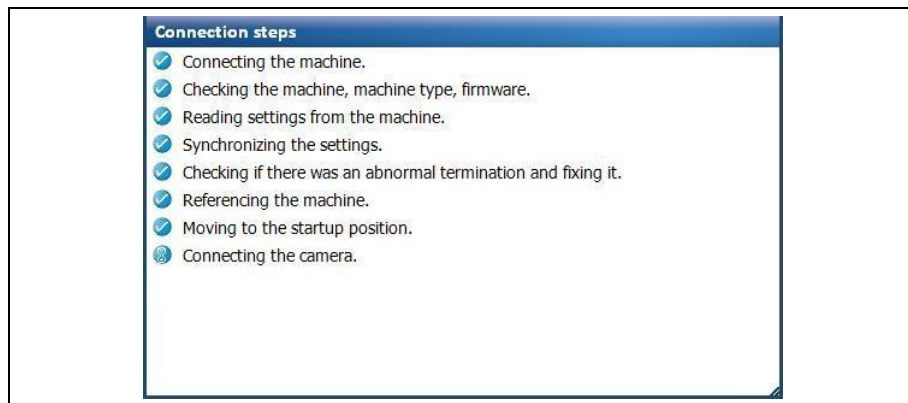 Connection steps
Connecting the machine.
Checking the machine, machine type, firmware.
Reading settings from the machine.
Synchronizing the settings.
Checking if there was an abnormal termination and fixing it.
Referencing the machine.
Moving to the startup position.
Connecting the camera.